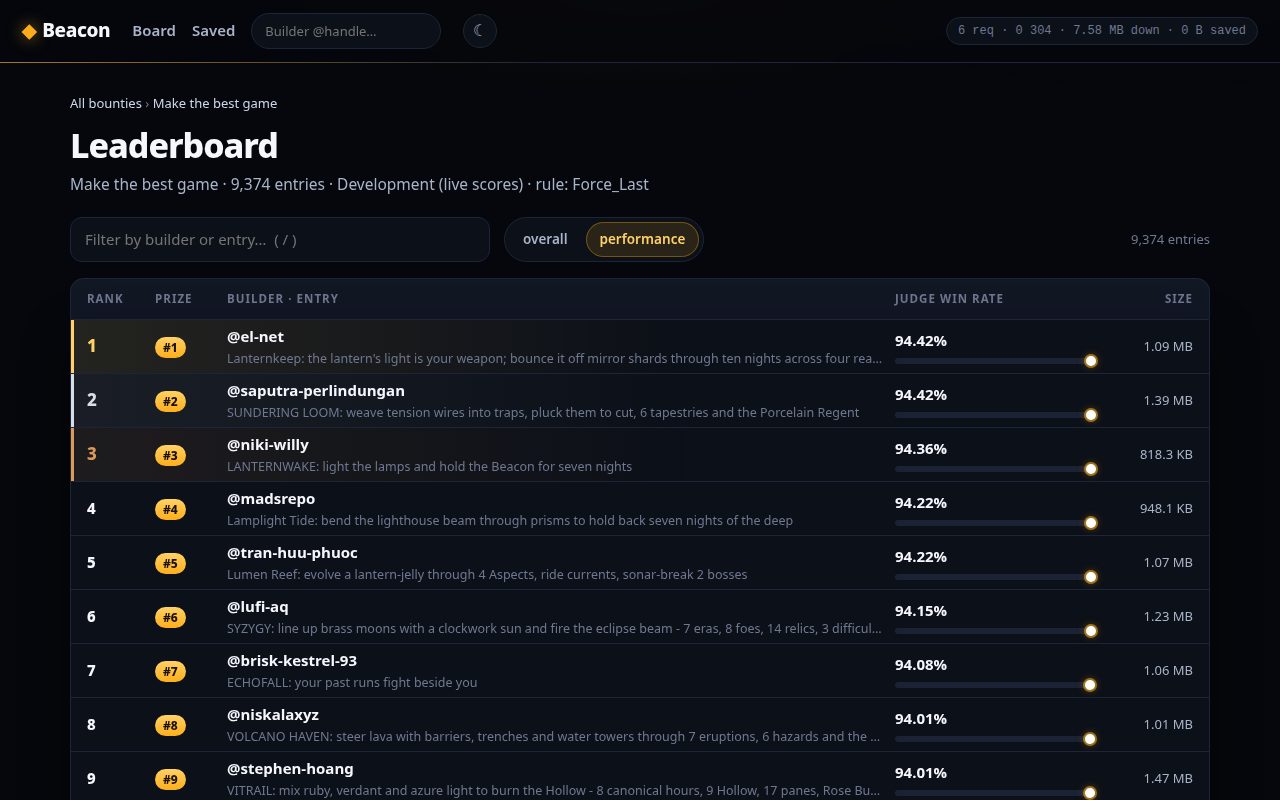 ◆ Beacon Board Saved Builder @handle... ☾ 6 req · 0 304 · 7.58 MB down · 0 B saved
All bounties › Make the best game
Leaderboard
Make the best game · 9,374 entries · Development (live scores) · rule: Force_Last
Filter by builder or entry... ( / ) overall performance 9,374 entries
RANK PRIZE BUILDER · ENTRY JUDGE WIN RATE SIZE
1 #1 @el-net 94.42% 1.09 MB
Lanternkeep: the lantern's light is your weapon; bounce it off mirror shards through ten nights across four rea...
2 #2 @saputra-perlindungan 94.42% 1.39 MB
SUNDERING LOOM: weave tension wires into traps, pluck them to cut, 6 tapestries and the Porcelain Regent
3 #3 @niki-willy 94.36% 818.3 KB
LANTERNWAKE: light the lamps and hold the Beacon for seven nights
4 #4 @madsrepo 94.22% 948.1 KB
Lamplight Tide: bend the lighthouse beam through prisms to hold back seven nights of the deep
5 #5 @tran-huu-phuoc 94.22% 1.07 MB
Lumen Reef: evolve a lantern-jelly through 4 Aspects, ride currents, sonar-break 2 bosses
6 #6 @lufi-aq 94.15% 1.23 MB
SYZYGY: line up brass moons with a clockwork sun and fire the eclipse beam - 7 eras, 8 foes, 14 relics, 3 difficul...
7 #7 @brisk-kestrel-93 94.08% 1.06 MB
ECHOFALL: your past runs fight beside you
8 #8 @niskalaxyz 94.01% 1.01 MB
VOLCANO HAVEN: steer lava with barriers, trenches and water towers through 7 eruptions, 6 hazards and the ...
9 #9 @stephen-hoang 94.01% 1.47 MB
VITRAIL: mix ruby, verdant and azure light to burn the Hollow - 8 canonical hours, 9 Hollow, 17 panes, Rose Bu...